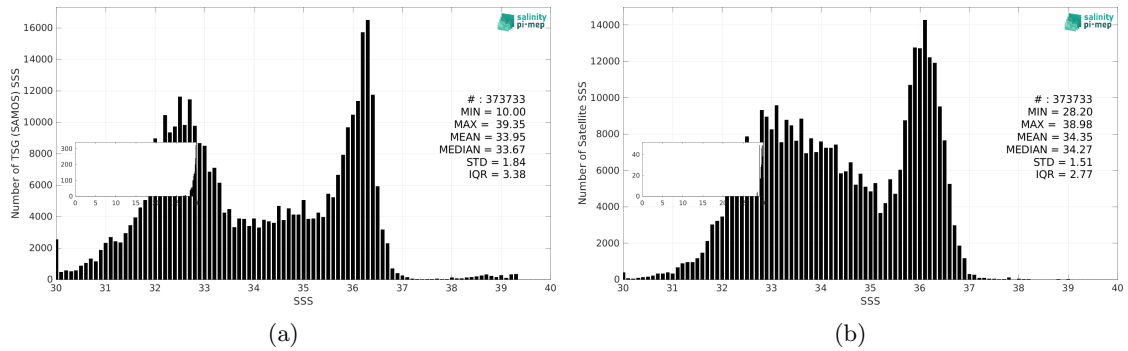 salinity
pi-mep
16000
14000
12000
10000
8000
6000
4000
2000
0
Number of TSG (SAMOS) SSS
# : 373733
MIN = 10.00
MAX = 39.35
MEAN = 33.95
MEDIAN = 33.67
STD = 1.84
IQR = 3.38
300
200
100
0
0 5 10 15 20 25 30
30 31 32 33 34 35 36 37 38 39 40
SSS
(a)
salinity
pi-mep
14000
12000
10000
8000
6000
4000
2000
0
Number of Satellite SSS
# : 373733
MIN = 28.20
MAX = 38.98
MEAN = 34.35
MEDIAN = 34.27
STD = 1.51
IQR = 2.77
40
20
0
0 5 10 15 20
30 31 32 33 34 35 36 37 38 39 40
SSS
(b)